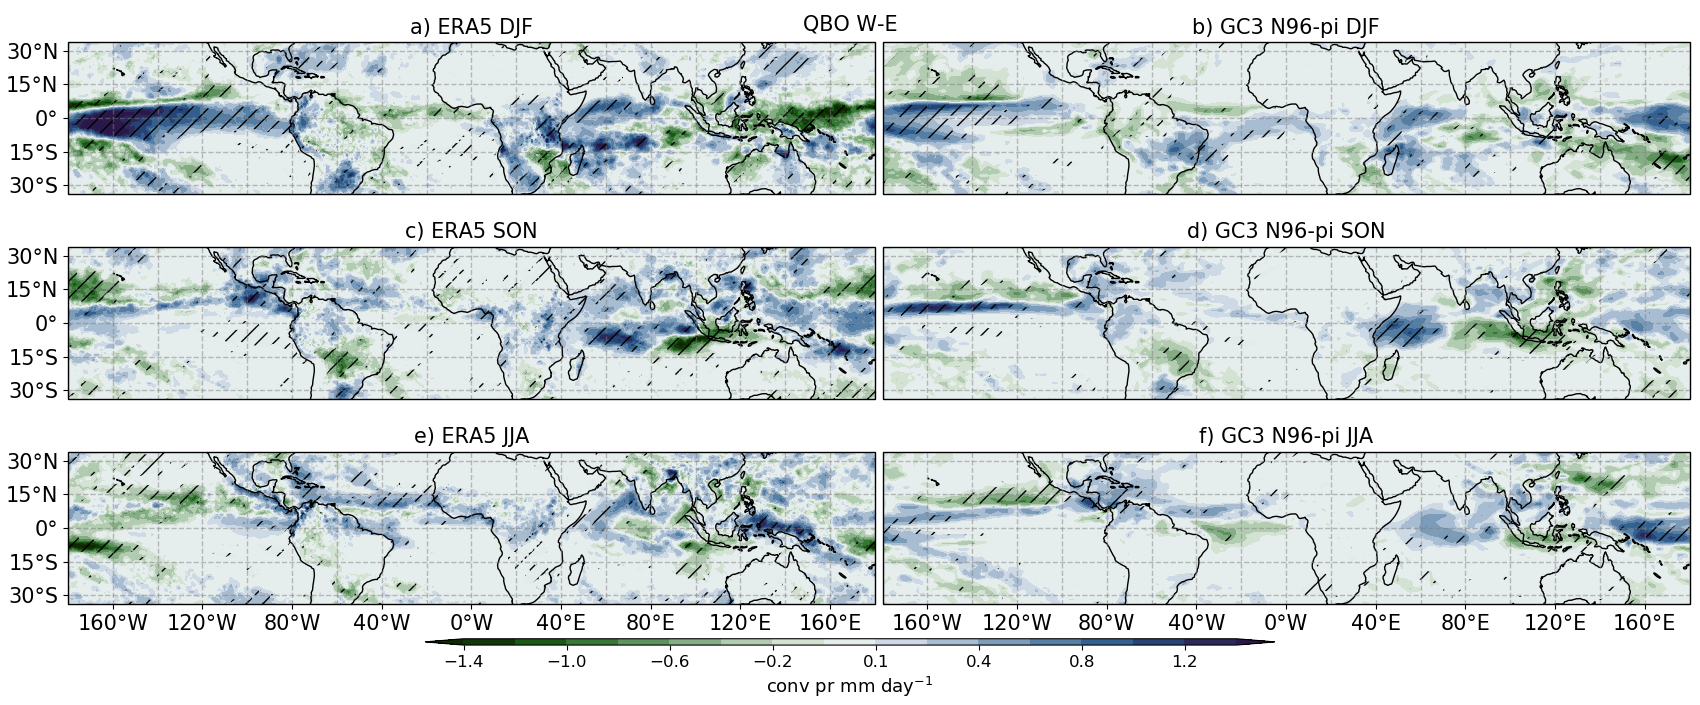 QBO W-E
a) ERA5 DJF
b) GC3 N96-pi DJF
30°N
15°N
0°
15°S
30°S
c) ERA5 SON
d) GC3 N96-pi SON
30°N
15°N
0°
15°S
30°S
e) ERA5 JJA
f) GC3 N96-pi JJA
30°N
15°N
0°
15°S
30°S
160°W 120°W 80°W 40°W 0°W 40°E 80°E 120°E 160°E
160°W 120°W 80°W 40°W 0°W 40°E 80°E 120°E 160°E
−1.4 −1.0 −0.6 −0.2 0.1 0.4 0.8 1.2
conv pr mm day⁻¹